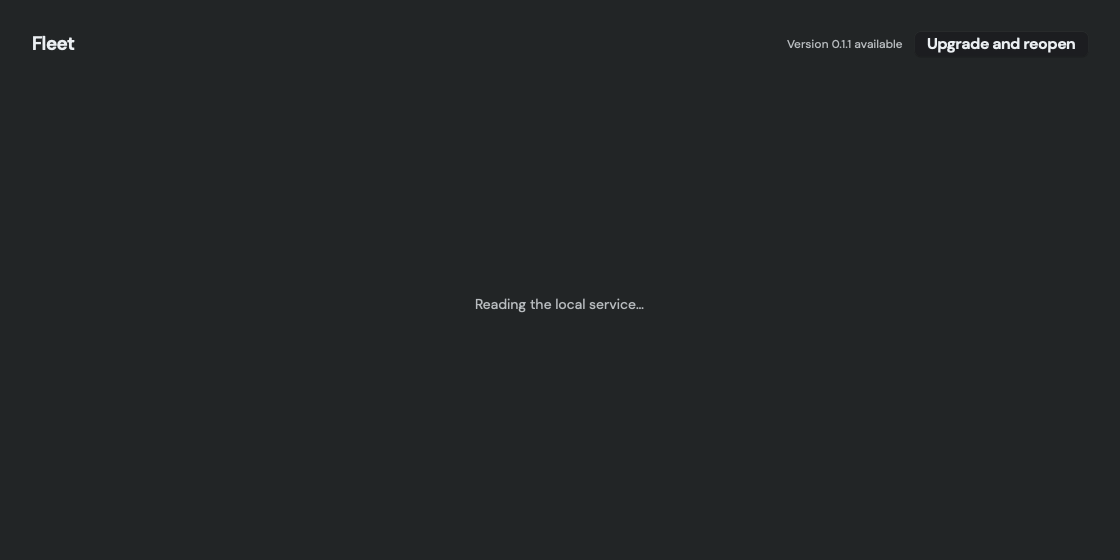 Fleet
Version 0.1.1 available
Upgrade and reopen
Reading the local service...